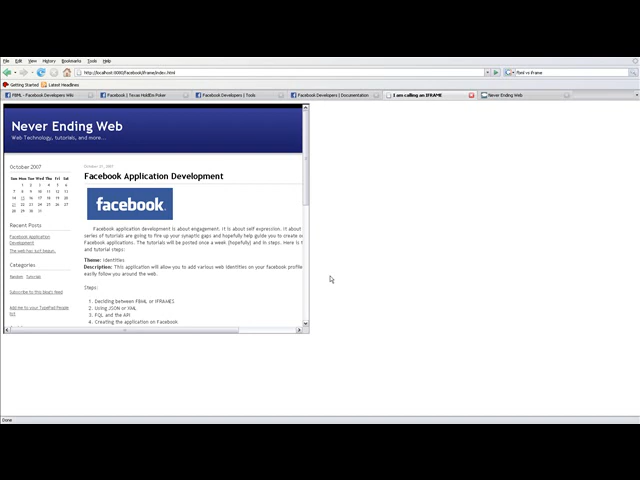 File Edit View History Bookmarks Tools Help
http://localhost:8080/facebook/iframe/index.html
fbml vs iframe
Getting Started Latest Headlines
FBML - Facebook Developers Wiki
Facebook | Texas HoldEm Poker
Facebook Developers | Tools
Facebook Developers | Documentation
I am calling an IFRAME
Never Ending Web
Never Ending Web
Web Technology, tutorials, and more...
October 2007
Sun Mon Tue Wed Thu Fri Sat
1 2 3 4 5 6
7 8 9 10 11 12 13
14 15 16 17 18 19 20
21 22 23 24 25 26 27
28 29 30 31
Recent Posts
Facebook Application
Development
The web has just begun.
Categories
Random Tutorials
Subscribe to this blog's feed
Add me to your TypePad People
list
October 21, 2007
Facebook Application Development
facebook
Facebook application development is about engagement. It is about self expression. It about
series of tutorials are going to fire up your synaptic gaps and hopefully help guide you to create
Facebook applications. The tutorials will be posted once a week (hopefully) and in steps. Here is
and tutorial steps:
Theme: Identities
Description: This application will allow you to add various web identities on your facebook profile
easily follow you around the web.
Steps:
1. Deciding between FBML or IFRAMES
2. Using JSON or XML
3. FQL and the API
4. Creating the application on Facebook
Done